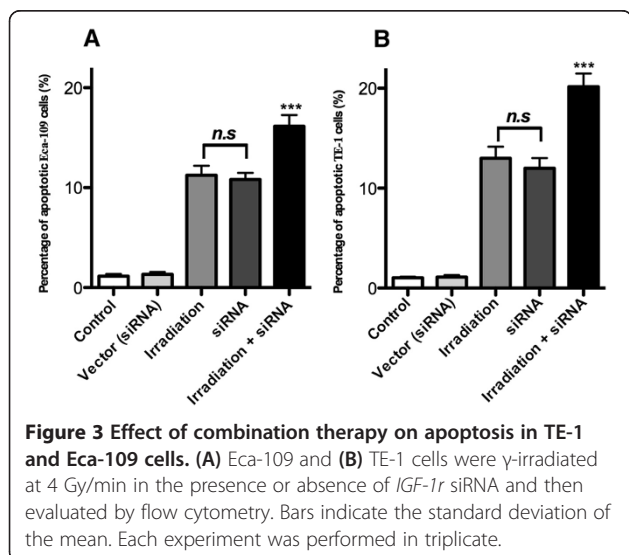 A
Percentage of apoptotic Eca-109 cells (%)
20
10
0
n.s
***
Control
Vector (siRNA)
Irradiation
siRNA
Irradiation + siRNA
B
Percentage of apoptotic TE-1 cells (%)
20
10
0
n.s
***
Control
Vector (siRNA)
Irradiation
siRNA
Irradiation + siRNA
Figure 3 Effect of combination therapy on apoptosis in TE-1
and Eca-109 cells. (A) Eca-109 and (B) TE-1 cells were γ-irradiated
at 4 Gy/min in the presence or absence of IGF-1r siRNA and then
evaluated by flow cytometry. Bars indicate the standard deviation of
the mean. Each experiment was performed in triplicate.